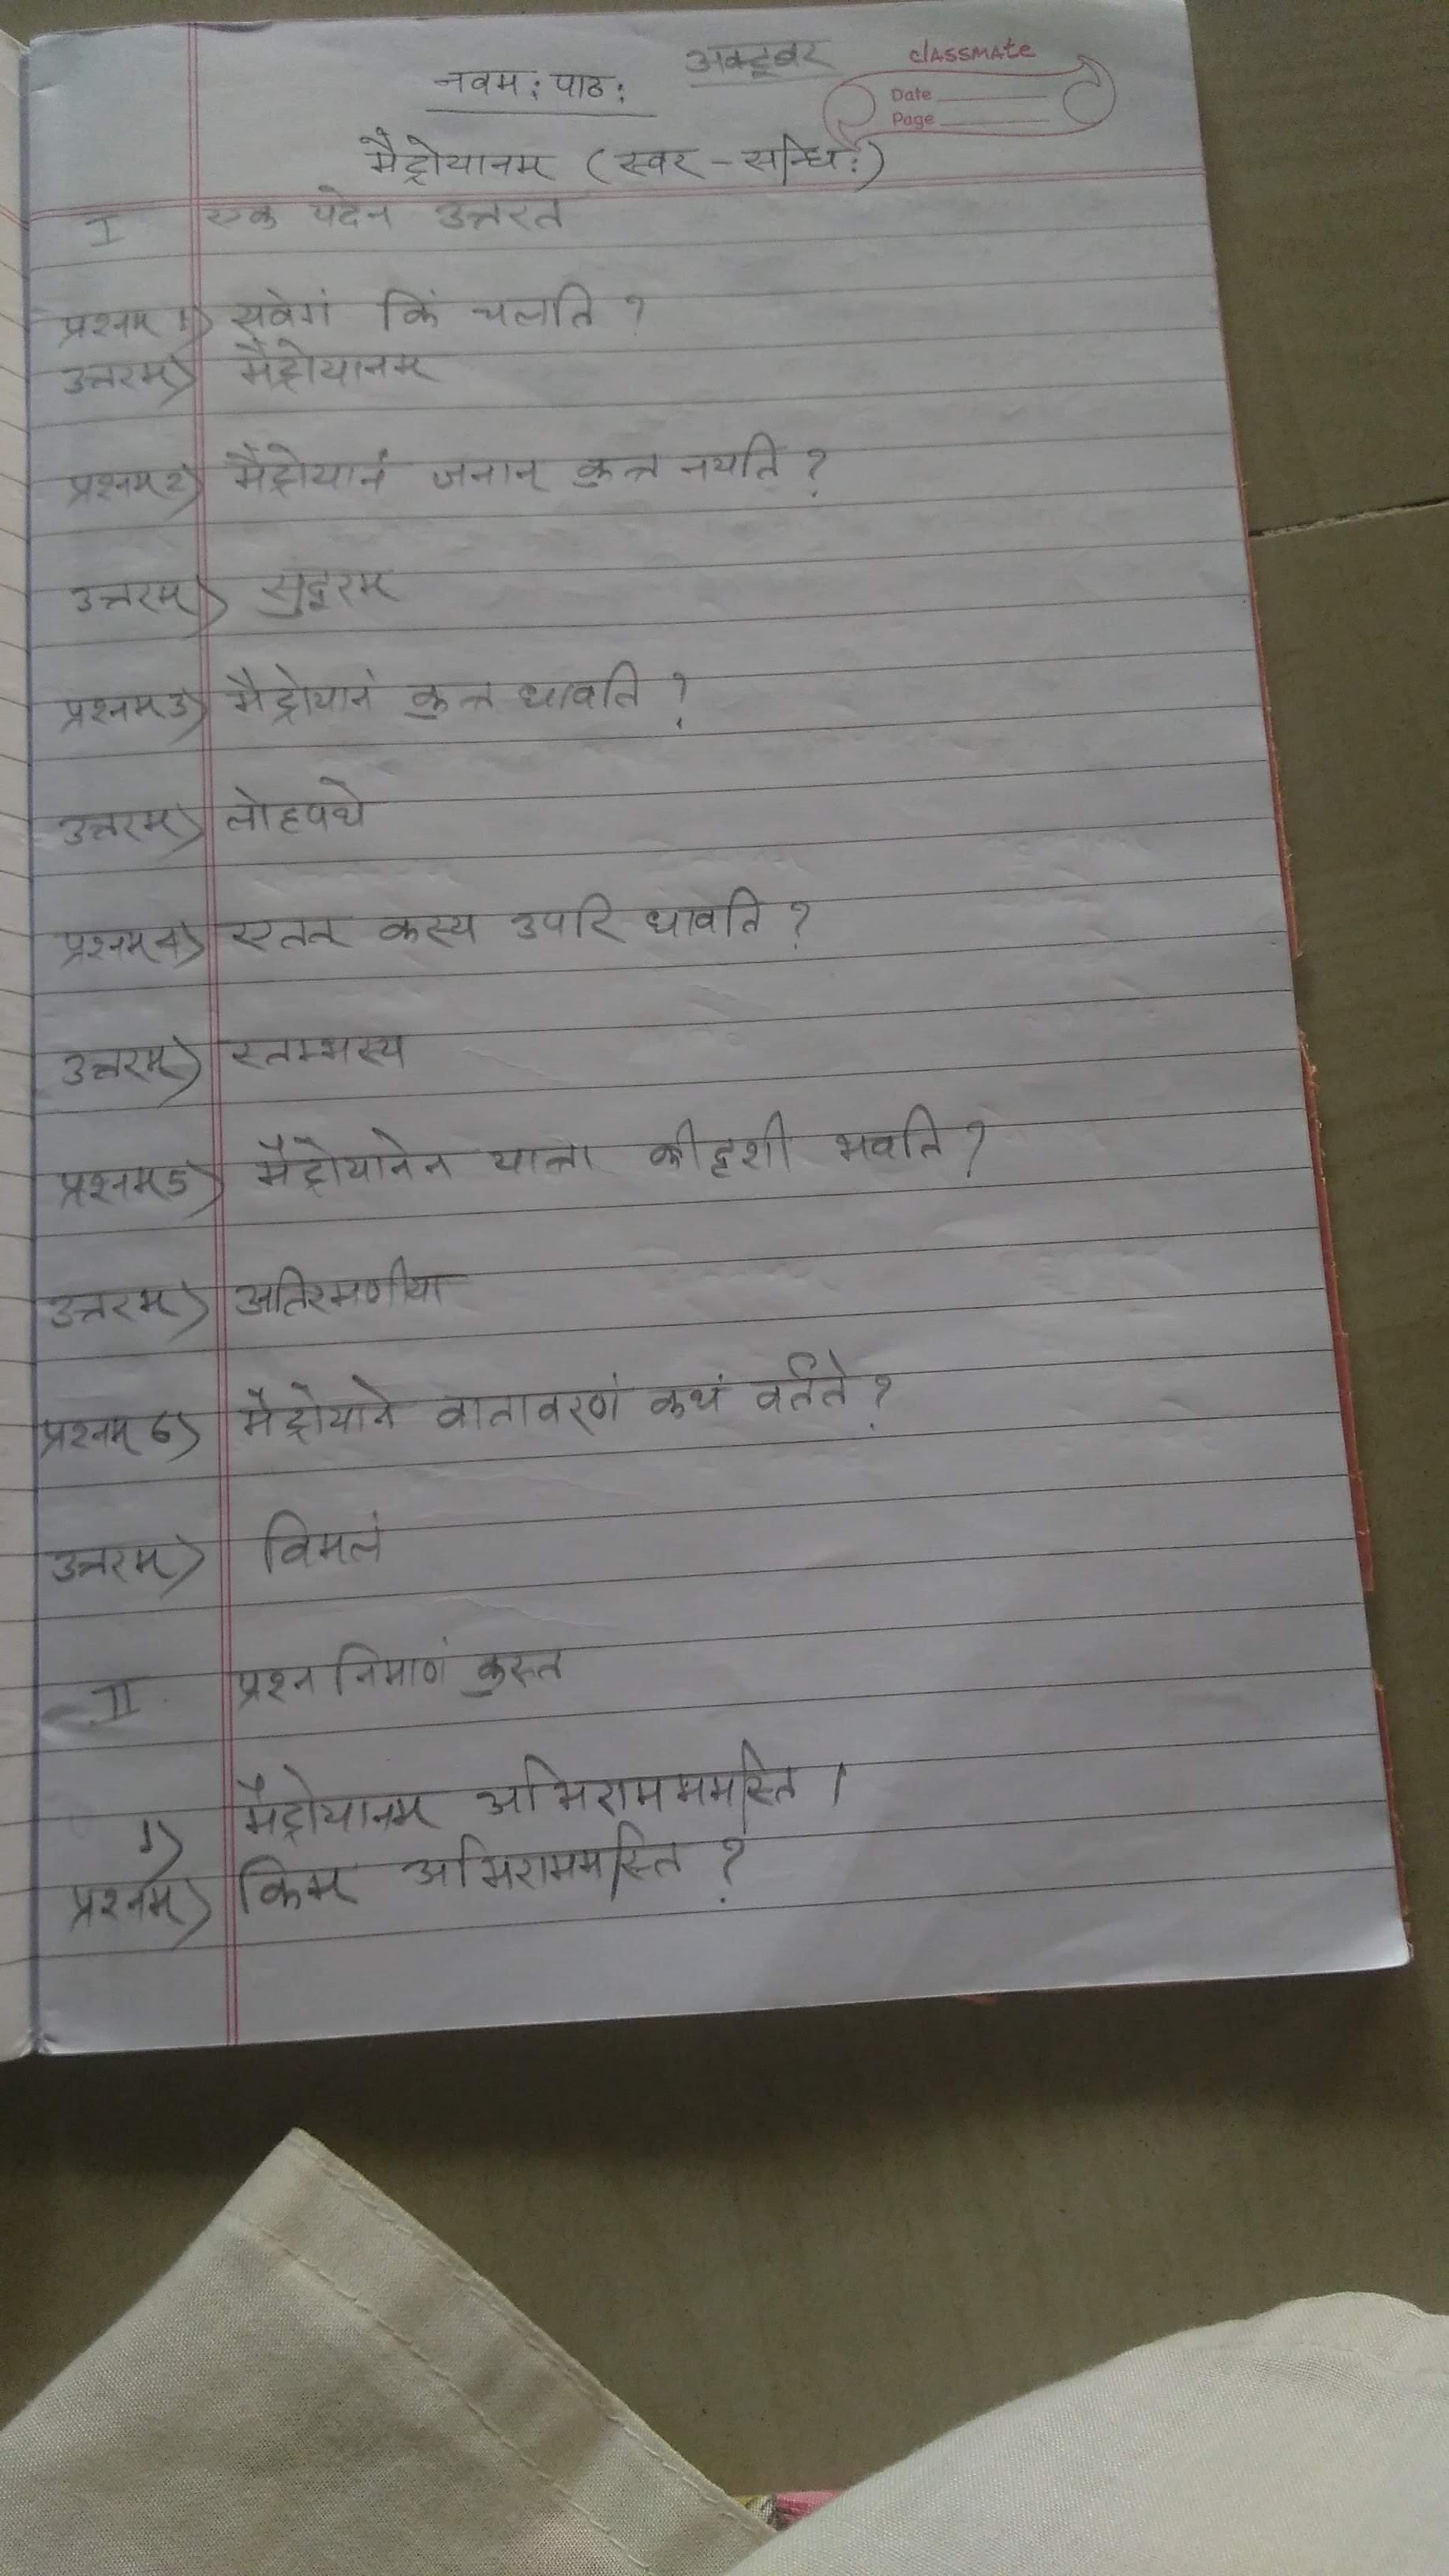 अक्टूबर
classmate
Date
Page
नवम: पाठ:
मैट्रोयानम (स्वर - सन्धि:)
I एक पदेन उत्तरत
प्रश्नम् 1) सवेगं किं चलति ?
उत्तरम्) मैट्रोयानम्
प्रश्नम् 2) मैट्रोयानं जनान् कुत्र नयति ?
उत्तरम्) सुदूरम्
प्रश्नम् 3) मैट्रोयानं कुत्र धावति ?
उत्तरम्) लोहपथे
प्रश्नम् 4) एतत् कस्य उपरि धावति ?
उत्तरम्) स्तम्भस्य
प्रश्नम् 5) मैट्रोयानेन यात्रा कीदृशी भवति ?
उत्तरम्) अतिरमणीया
प्रश्नम् 6) मैट्रोयाने वातावरणं कथं वर्तते ?
उत्तरम्) विमलं
II प्रश्न निमाणं कुरुत
1) मैट्रोयानम् अभिरामममस्ति ।
प्रश्नम्) किम् अभिराममस्ति ?